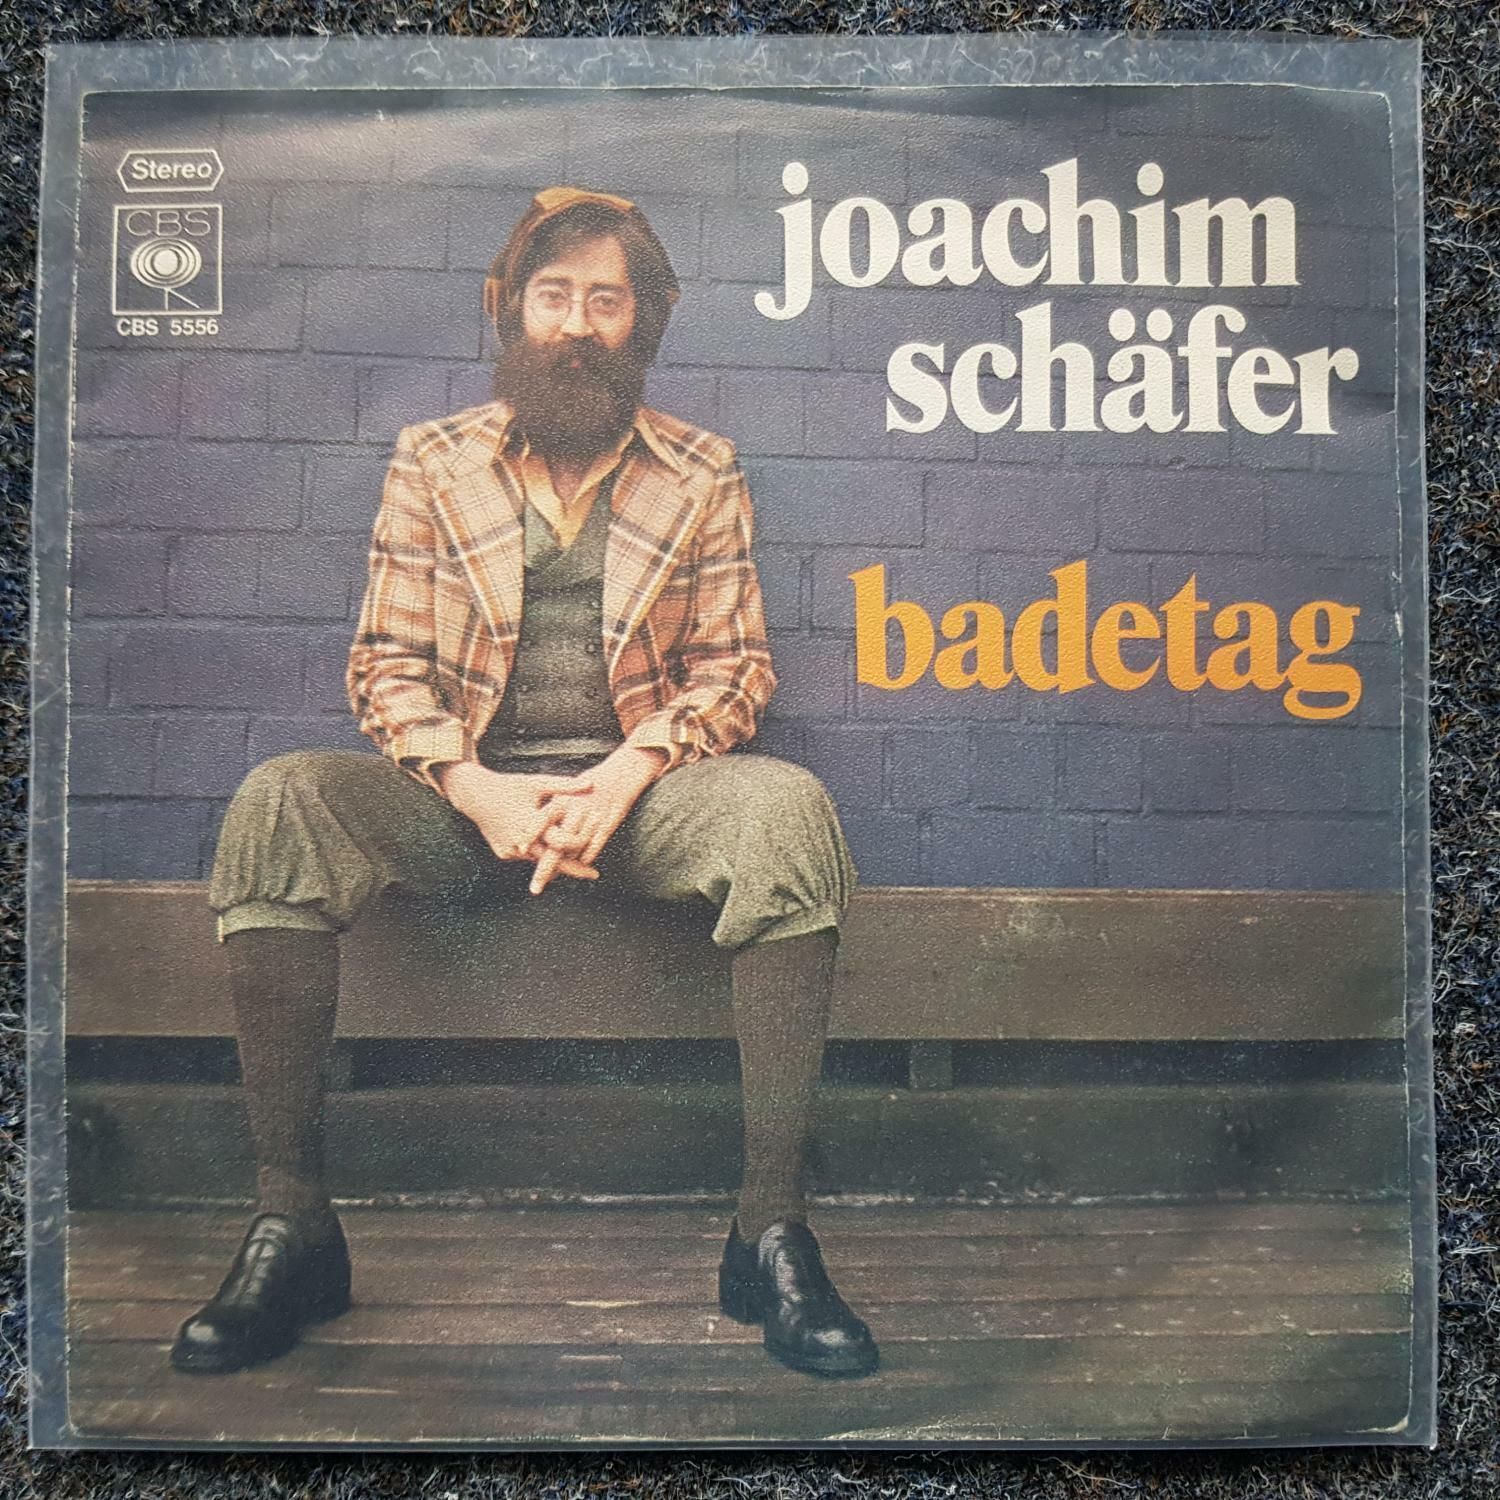 Stereo
CBS
CBS 5556
joachim
schäfer
badetag